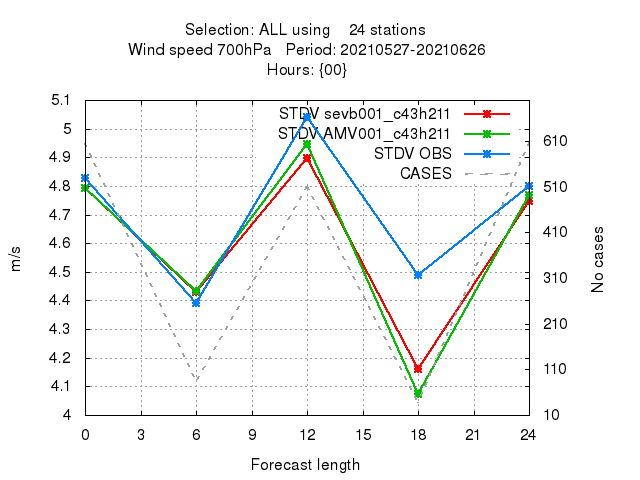 Selection: ALL using    24 stations
Wind speed 700hPa   Period: 20210527-20210626
Hours: {00}
STDV sevb001_c43h211
STDV AMV001_c43h211
STDV OBS
CASES
5.1
5
4.9
4.8
4.7
4.6
4.5
4.4
4.3
4.2
4.1
4
m/s
610
510
410
310
210
110
10
No cases
0 3 6 9 12 15 18 21 24
Forecast length